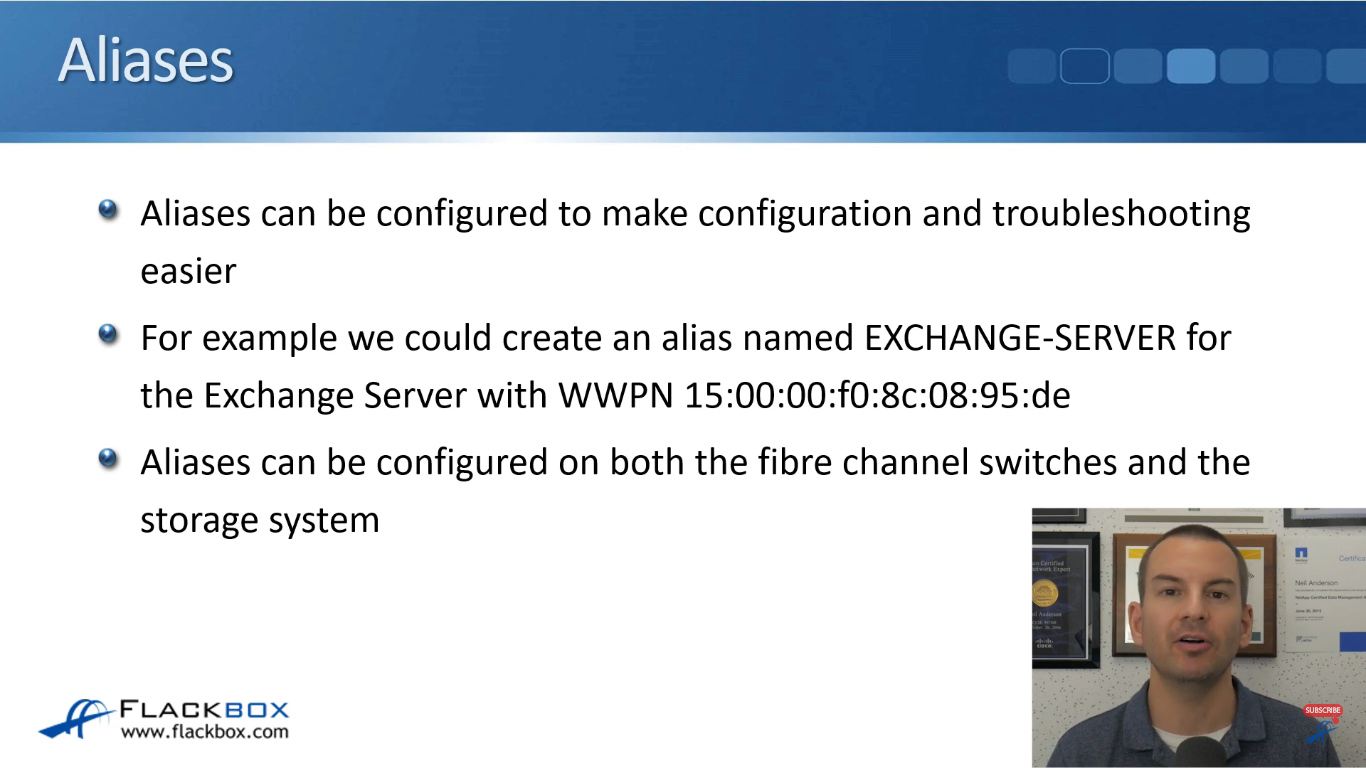 Aliases
Aliases can be configured to make configuration and troubleshooting
easier
For example we could create an alias named EXCHANGE-SERVER for
the Exchange Server with WWPN 15:00:00:f0:8c:08:95:de
Aliases can be configured on both the fibre channel switches and the
storage system
Neil Anderson
SUBSCRIBE
FLACKBOX
www.flackbox.com